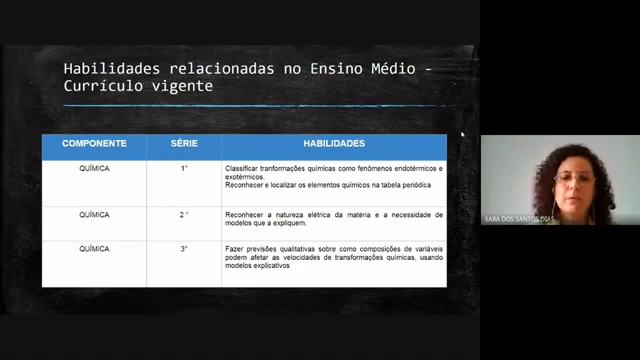 Habilidades relacionadas no Ensino Médio -
Currículo vigente
COMPONENTE SÉRIE HABILIDADES
QUÍMICA 1° Classificar tranformações químicas como fenômenos endotérmicos e
exotérmicos.
Reconhecer e localizar os elementos químicos na tabela periódica
QUÍMICA 2 ° Reconhecer a natureza elétrica da matéria e a necessidade de
modelos que a expliquem.
QUÍMICA 3° Fazer previsões qualitativas sobre como composições de variáveis
podem afetar as velocidades de transformações químicas, usando
modelos explicativos
SARA DOS SANTOS DIAS